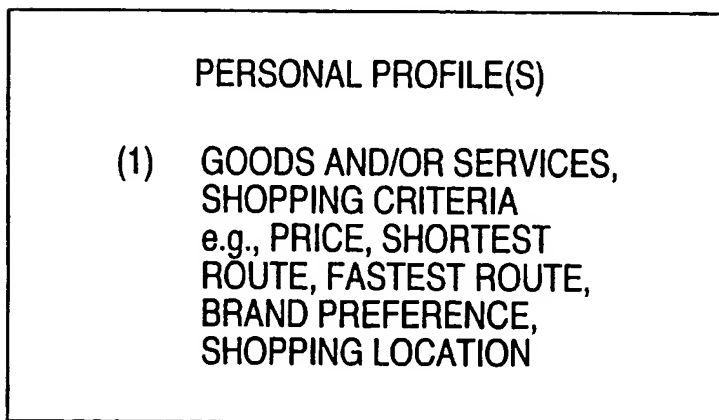 PERSONAL PROFILE(S)
(1) GOODS AND/OR SERVICES,
SHOPPING CRITERIA
e.g., PRICE, SHORTEST
ROUTE, FASTEST ROUTE,
BRAND PREFERENCE,
SHOPPING LOCATION